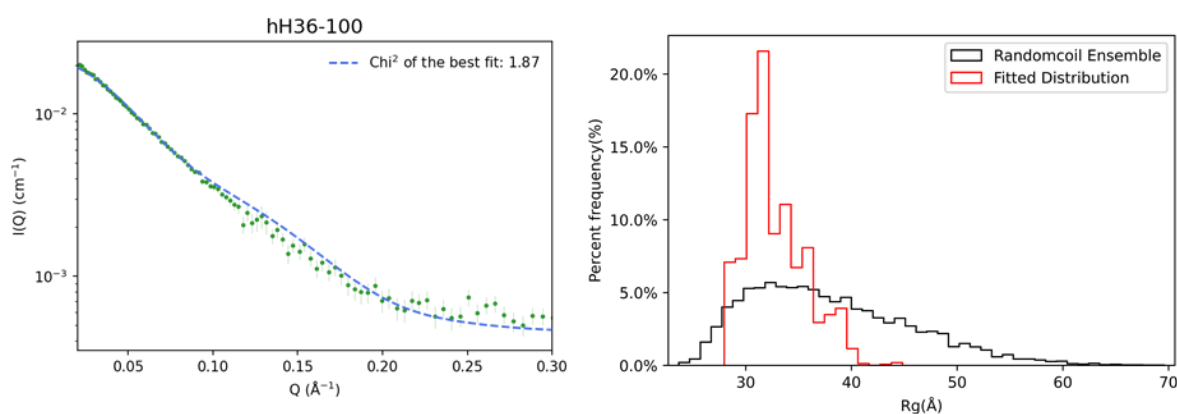 hH36-100
Chi² of the best fit: 1.87
I(Q) (cm⁻¹)
10⁻²
10⁻³
0.05
0.10
0.15
0.20
0.25
0.30
Q (Å⁻¹)
Randomcoil Ensemble
Fitted Distribution
Percent frequency(%)
20.0%
15.0%
10.0%
5.0%
0.0%
30
40
50
60
70
Rg(Å)